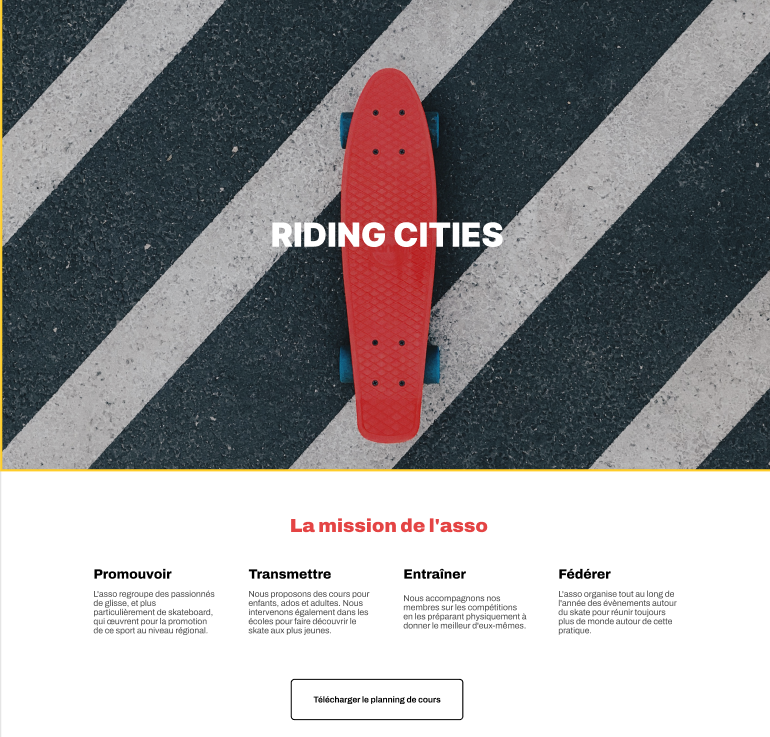 RIDING CITIES
La mission de l'asso
Promouvoir
L'asso regroupe des passionnés
de glisse, et plus
particulièrement de skateboard,
qui œuvrent pour la promotion
de ce sport au niveau régional.
Transmettre
Nous proposons des cours pour
enfants, ados et adultes. Nous
intervenons également dans les
écoles pour faire découvrir le
skate aux plus jeunes.
Entraîner
Nous accompagnons nos
membres sur les compétitions
en les préparant physiquement à
donner le meilleur d'eux-mêmes.
Fédérer
L'asso organise tout au long de
l'année des évènements autour
du skate pour réunir toujours
plus de monde autour de cette
pratique.
Télécharger le planning de cours